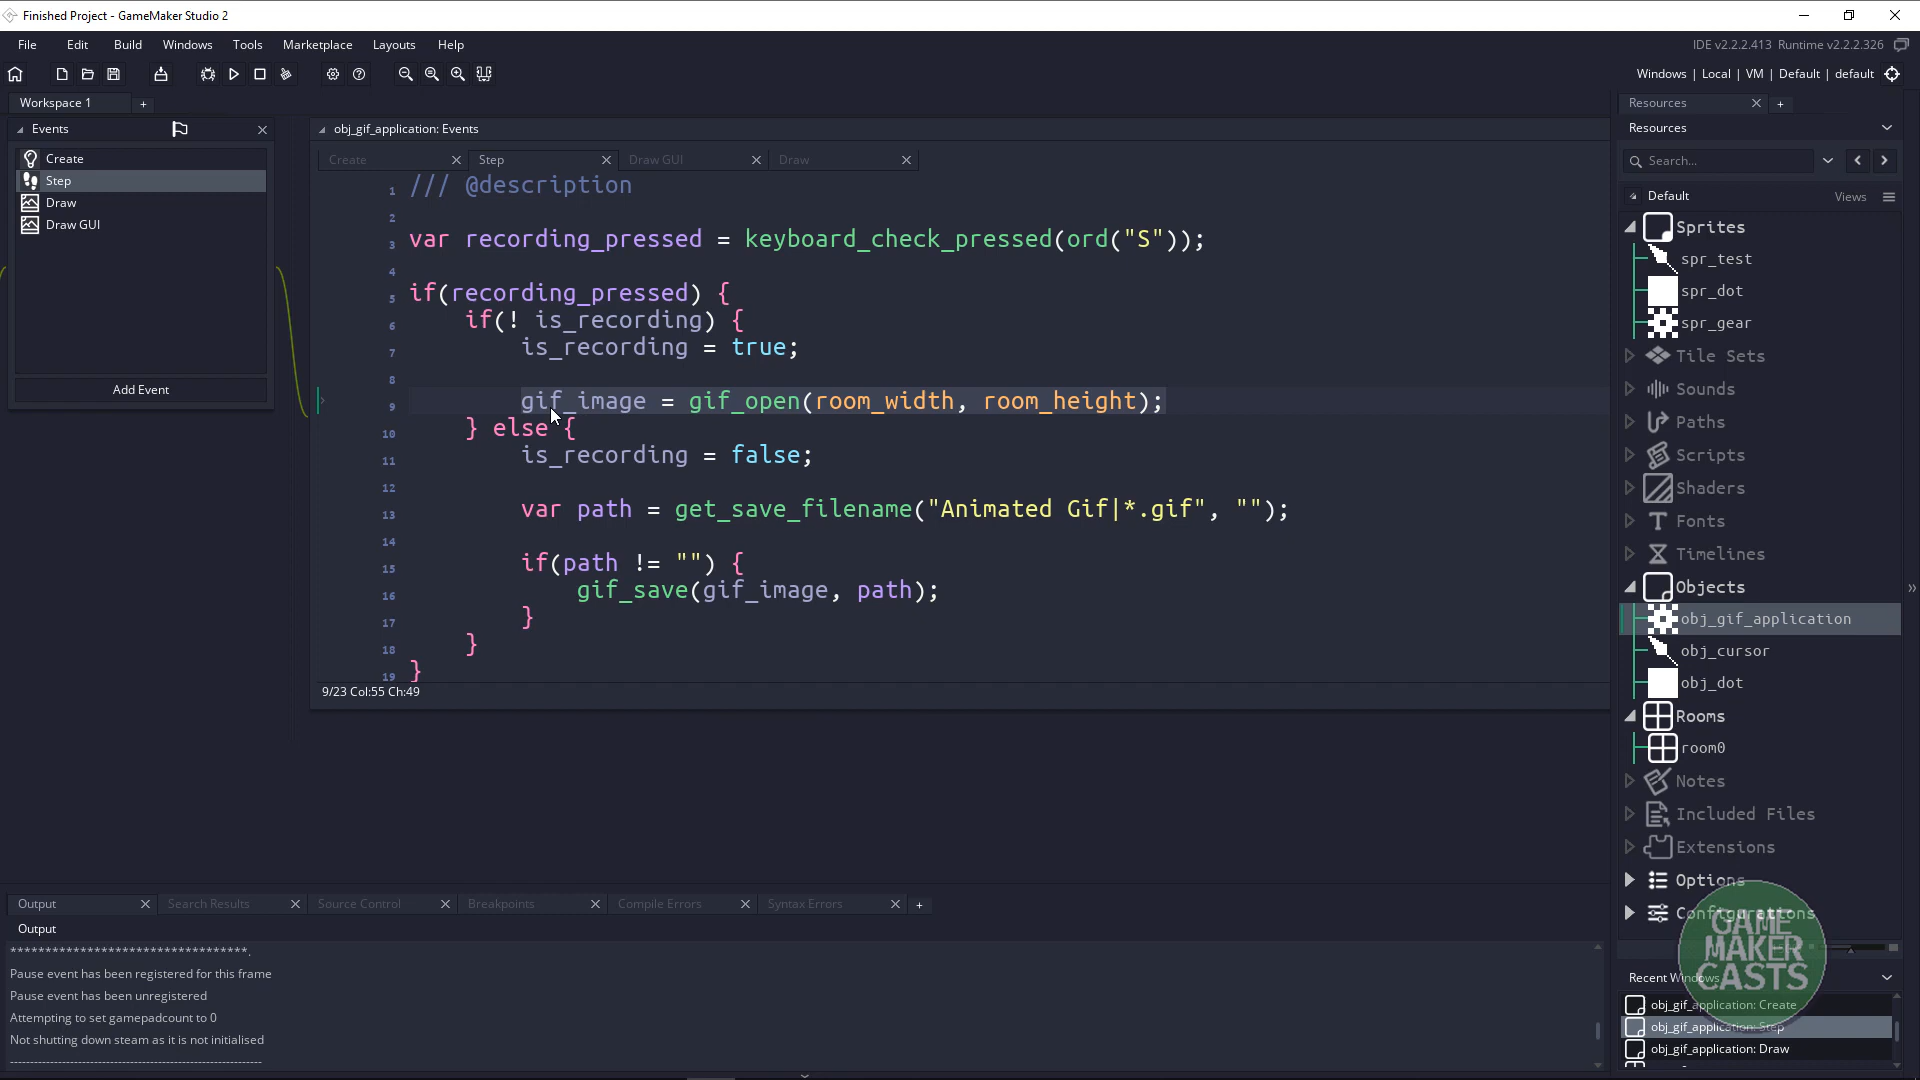 Finished Project - GameMaker Studio 2
File Edit Build Windows Tools Marketplace Layouts Help
IDE v2.2.2.413 Runtime v2.2.2.326
Windows | Local | VM | Default | default
Workspace 1 +
Events
Create
Step
Draw
Draw GUI
Add Event
obj_gif_application: Events
Create Step Draw GUI Draw
1 /// @description
2
3 var recording_pressed = keyboard_check_pressed(ord("S"));
4
5 if(recording_pressed) {
6 if(! is_recording) {
7 is_recording = true;
8
9 gif_image = gif_open(room_width, room_height);
10 } else {
11 is_recording = false;
12
13 var path = get_save_filename("Animated Gif|*.gif", "");
14
15 if(path != "") {
16 gif_save(gif_image, path);
17 }
18 }
19 }
9/23 Col:55 Ch:49
Resources +
Resources
Search...
Default Views
Sprites
spr_test
spr_dot
spr_gear
Tile Sets
Sounds
Paths
Scripts
Shaders
Fonts
Timelines
Objects
obj_gif_application
obj_cursor
obj_dot
Rooms
room0
Notes
Included Files
Extensions
Options
Configurations
GAME
MAKER
CASTS
Recent Windows
obj_gif_application: Create
obj_gif_application: Step
obj_gif_application: Draw
Output Search Results Source Control Breakpoints Compile Errors Syntax Errors +
Output
**********************************.
Pause event has been registered for this frame
Pause event has been unregistered
Attempting to set gamepadcount to 0
Not shutting down steam as it is not initialised